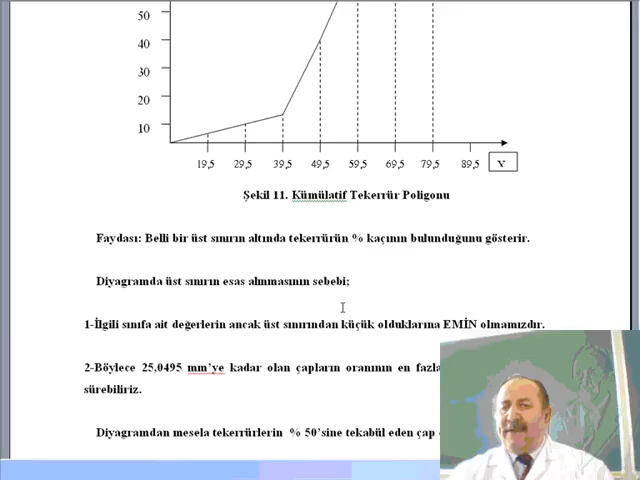 50
40
30
20
10
19,5 29,5 39,5 49,5 59,5 69,5 79,5 89,5
Şekil 11. Kümülatif Tekerrür Poligonu
Faydası: Belli bir üst sınırın altında tekerrürün % kaçının bulunduğunu gösterir.
Diyagramda üst sınırın esas alınmasının sebebi;
1-İlgili sınıfa ait değerlerin ancak üst sınırından küçük olduklarına EMİN olmamızdır.
2-Böylece 25,0495 mm’ye kadar olan çapların oranının en
sürebiliriz.
Diyagramdan mesela tekerrürlerin % 50’sine tekabül eden çap